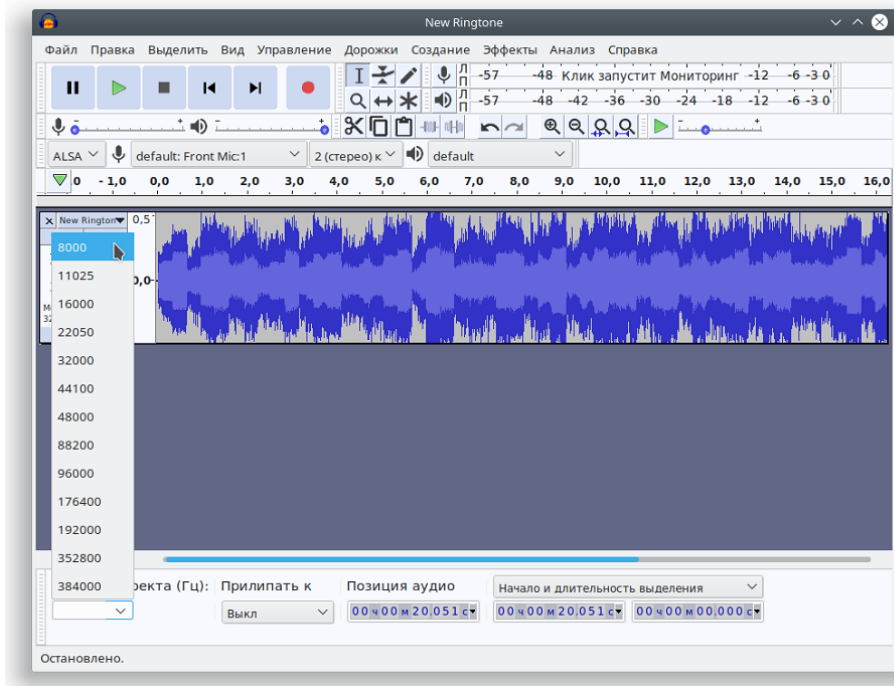 New Ringtone
Файл Правка Выделить Вид Управление Дорожки Создание Эффекты Анализ Справка
Л П -57 -48 Клик запустит Мониторинг -12 -6 -3 0
Л П -57 -48 -42 -36 -30 -24 -18 -12 -6 -3 0
- + - + - +
ALSA default: Front Mic:1 2 (стерео) к default
0 - 1,0 0,0 1,0 2,0 3,0 4,0 5,0 6,0 7,0 8,0 9,0 10,0 11,0 12,0 13,0 14,0 15,0 16,0
x New Rington 0,5
8000
11025 0,0
16000
22050
32000
44100
48000
88200
96000
176400
192000
352800
384000
екта (Гц): Прилипать к Позиция аудио Начало и длительность выделения
Выкл 00 ч 00 м 20,051 с 00 ч 00 м 20,051 с 00 ч 00 м 00,000 с
Остановлено.